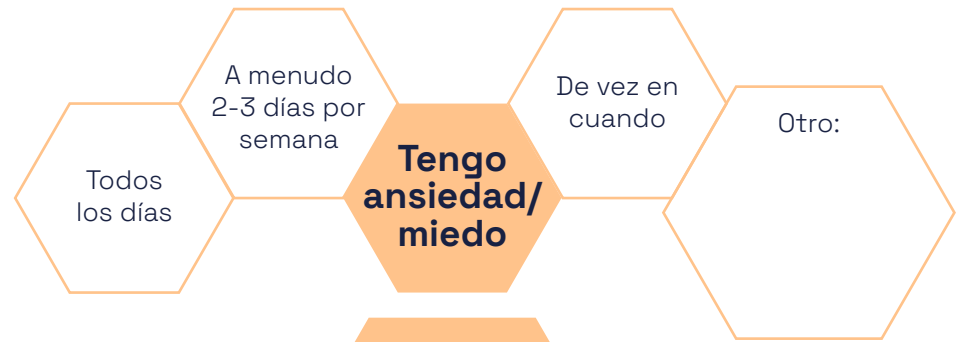 Todos
los días
A menudo
2-3 días por
semana
Tengo
ansiedad/
miedo
De vez en
cuando
Otro: